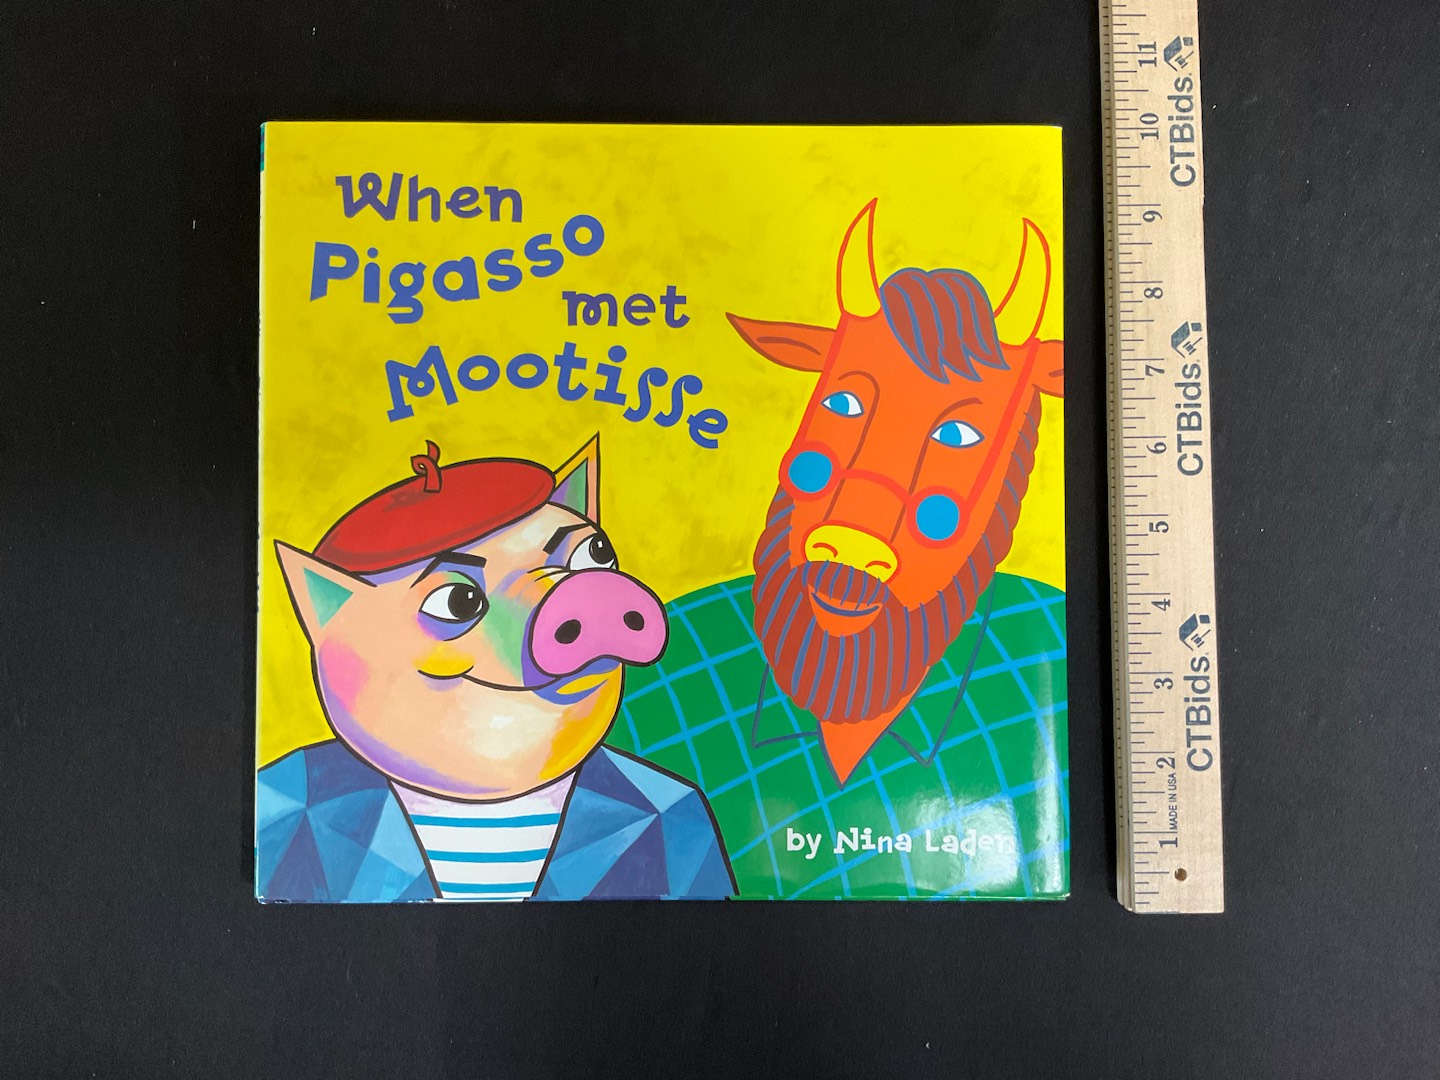 When
Pigasso
met
Mootisse
by Nina Laden
11
10
9
8
7
6
5
4
3
2
1
CTBids.
CTBids.
CTBids.
MADE IN USA